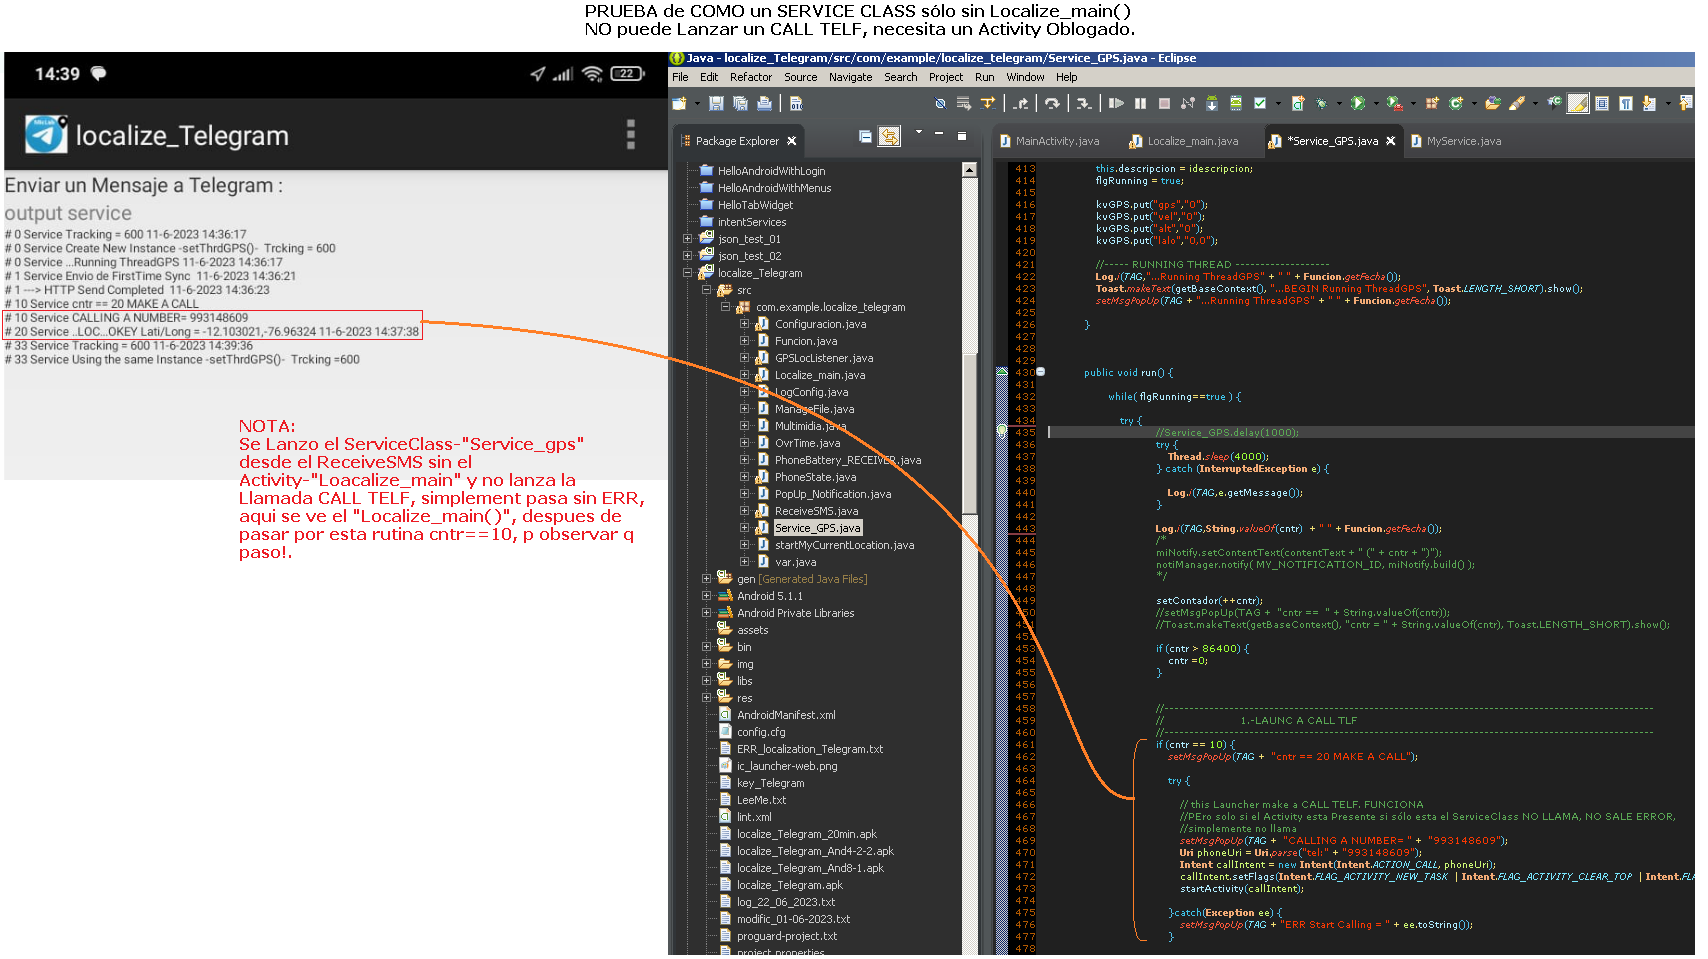 PRUEBA de COMO un SERVICE CLASS sólo sin Localize_main()
NO puede Lanzar un CALL TELF, necesita un Activity Oblogado.
14:39
22
localize_Telegram
Enviar un Mensaje a Telegram :
output service
# 0 Service Tracking = 600 11-6-2023 14:36:17
# 0 Service Create New Instance -setThrdGPS()-  Trcking = 600
# 0 Service ...Running ThreadGPS 11-6-2023 14:36:17
# 1 Service Envio de FirstTime Sync  11-6-2023 14:36:21
# 1 ---> HTTP Send Completed  11-6-2023 14:36:23
# 10 Service cntr == 20 MAKE A CALL
# 10 Service CALLING A NUMBER= 993148609
# 20 Service ..LOC...OKEY Lati/Long = -12.103021,-76.96324 11-6-2023 14:37:38
# 33 Service Tracking = 600 11-6-2023 14:39:36
# 33 Service Using the same Instance -setThrdGPS()-  Trcking =600
NOTA:
Se Lanzo el ServiceClass-"Service_gps"
desde el ReceiveSMS sin el
Activity-"Loacalize_main" y no lanza la
Llamada CALL TELF, simplement pasa sin ERR,
aqui se ve el "Localize_main()", despues de
pasar por esta rutina cntr==10, p observar q
paso!.
Java - localize_Telegram/src/com/example/localize_telegram/Service_GPS.java - Eclipse
File Edit Refactor Source Navigate Search Project Run Window Help
Package Explorer
HelloAndroidWithLogin
HelloAndroidWithMenus
HelloTabWidget
intentServices
json_test_01
json_test_02
localize_Telegram
src
com.example.localize_telegram
Configuracion.java
Funcion.java
GPSLocListener.java
Localize_main.java
LogConfig.java
ManageFile.java
Multimidia.java
OvrTime.java
PhoneBattery_RECEIVER.java
PhoneState.java
PopUp_Notification.java
ReceiveSMS.java
Service_GPS.java
startMyCurrentLocation.java
var.java
gen [Generated Java Files]
Android 5.1.1
Android Private Libraries
assets
bin
img
libs
res
AndroidManifest.xml
config.cfg
ERR_localization_Telegram.txt
ic_launcher-web.png
key_Telegram
LeeMe.txt
lint.xml
localize_Telegram_20min.apk
localize_Telegram_And4-2-2.apk
localize_Telegram_And8-1.apk
localize_Telegram.apk
log_22_06_2023.txt
modific_01-06-2023.txt
proguard-project.txt
project.properties
MainActivity.java Localize_main.java *Service_GPS.java MyService.java
413 this.descripcion = idescripcion;
414 flgRunning = true;
415
416 kvGPS.put("gps","0");
417 kvGPS.put("vel","0");
418 kvGPS.put("alt","0");
419 kvGPS.put("lalo","0,0");
420
421 //----- RUNNING THREAD -------------------
422 Log.i(TAG,"...Running ThreadGPS" + " " + Funcion.getFecha());
423 Toast.makeText(getBaseContext(), "...BEGIN Running ThreadGPS", Toast.LENGTH_SHORT).show();
424 setMsgPopUp(TAG + "...Running ThreadGPS" + " " + Funcion.getFecha());
425
426 }
427
428
429
430 public void run() {
431
432 while( flgRunning==true ) {
433
434 try {
435 //Service_GPS.delay(1000);
436 try {
437 Thread.sleep(4000);
438 } catch (InterruptedException e) {
439
440 Log.i(TAG,e.getMessage());
441 }
442
443 Log.i(TAG,String.valueOf(cntr) + " " + Funcion.getFecha());
444 /*
445 miNotify.setContentText(contentText + " (" + cntr + ")");
446 notiManager.notify( MY_NOTIFICATION_ID, miNotify.build() );
447 */
448
449 setContador(++cntr);
450 //setMsgPopUp(TAG + "cntr == " + String.valueOf(cntr));
451 //Toast.makeText(getBaseContext(), "cntr = " + String.valueOf(cntr), Toast.LENGTH_SHORT).show();
452
453 if (cntr > 86400) {
454 cntr =0;
455 }
456
457
458 //----------------------------------------------------------------------------------
459 // 1.-LAUNC A CALL TLF
460 //----------------------------------------------------------------------------------
461 if (cntr == 10) {
462 setMsgPopUp(TAG + "cntr == 20 MAKE A CALL");
463
464 try {
465
466 // this Launcher make a CALL TELF. FUNCIONA
467 //PEro solo si el Activity esta Presente si sólo esta el ServiceClass NO LLAMA, NO SALE ERROR,
468 //simplemente no llama
469 setMsgPopUp(TAG + "CALLING A NUMBER= " + "993148609");
470 Uri phoneUri = Uri.parse("tel:" + "993148609");
471 Intent callIntent = new Intent(Intent.ACTION_CALL, phoneUri);
472 callIntent.setFlags(Intent.FLAG_ACTIVITY_NEW_TASK | Intent.FLAG_ACTIVITY_CLEAR_TOP | Intent.FL
473 startActivity(callIntent);
474
475 }catch(Exception ee) {
476 setMsgPopUp(TAG + "ERR Start Calling = " + ee.toString());
477 }
478